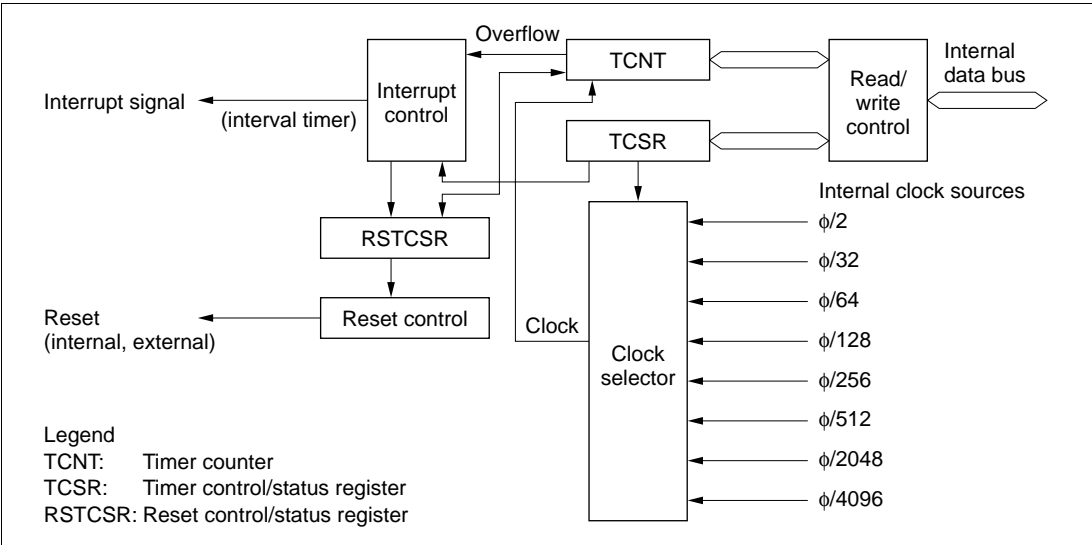 Overflow
TCNT
Interrupt
control
Read/
write
control
Internal
data bus
Interrupt signal
(interval timer)
TCSR
Internal clock sources
RSTCSR
Reset control
Reset
(internal, external)
Clock
Clock
selector
ϕ/2
ϕ/32
ϕ/64
ϕ/128
ϕ/256
ϕ/512
ϕ/2048
ϕ/4096
Legend
TCNT: Timer counter
TCSR: Timer control/status register
RSTCSR: Reset control/status register